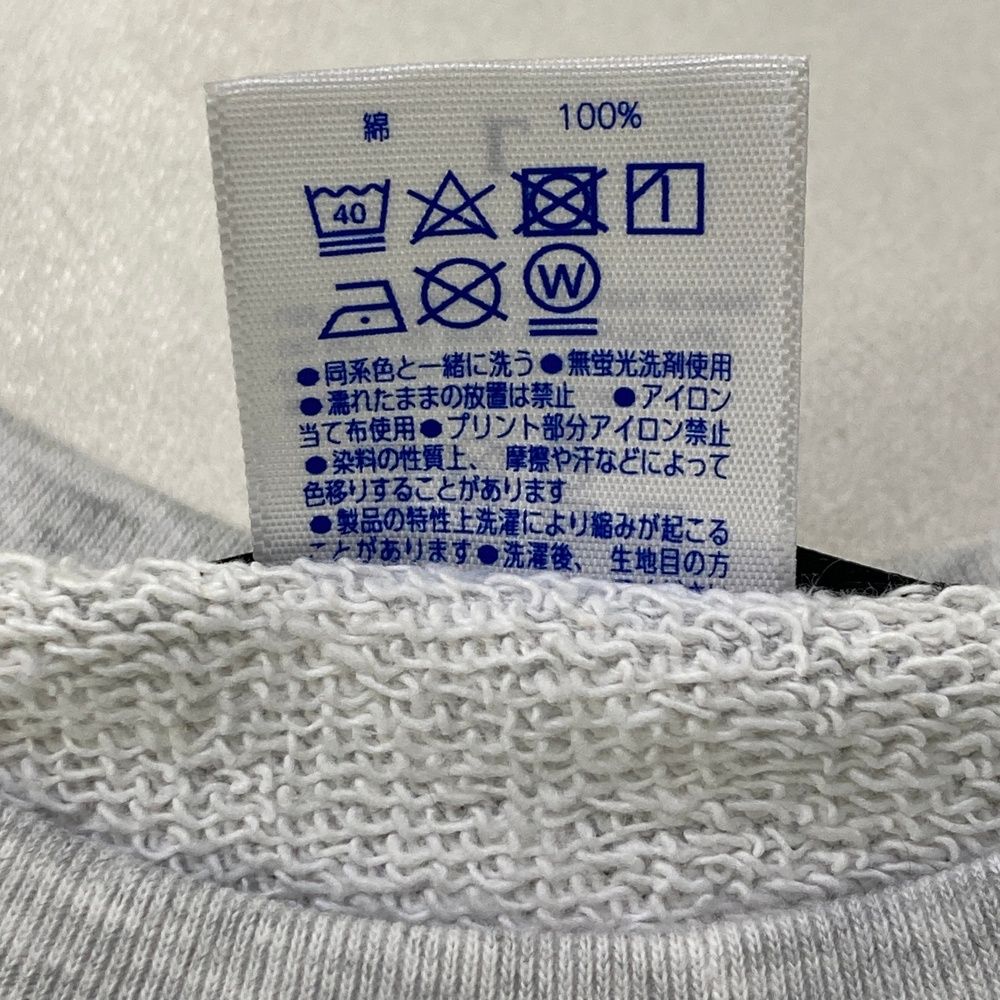 綿 100%
40
W
●同系色と一緒に洗う●無蛍光洗剤使用
●濡れたままの放置は禁止 ●アイロン
当て布使用●プリント部分アイロン禁止
●染料の性質上、 摩擦や汗などによって
色移りすることがあります
●製品の特性上洗濯により縮みが起こる
ことがあります●洗濯後、 生地目の方